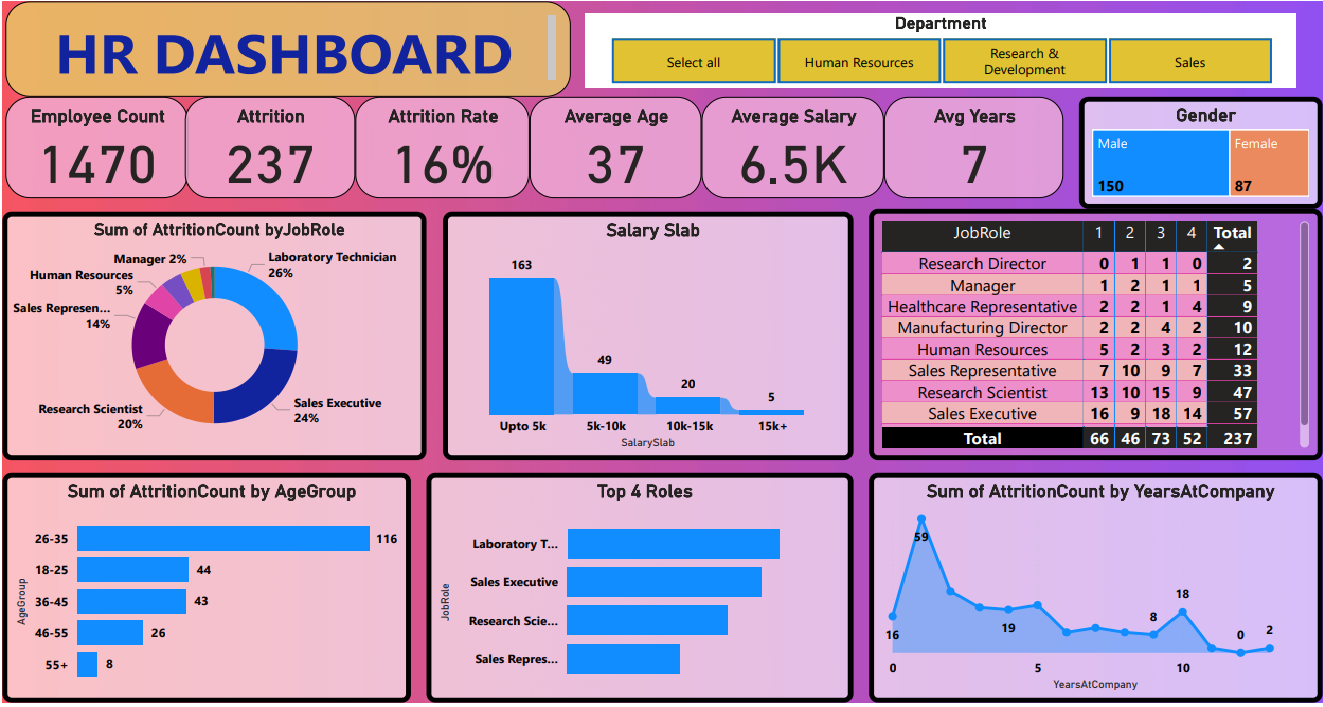 HR DASHBOARD
Department
Select all
Human Resources
Research &
Development
Sales
Employee Count
1470
Attrition
237
Attrition Rate
16%
Average Age
37
Average Salary
6.5K
Avg Years
7
Gender
Male
150
Female
87
Sum of AttritionCount byJobRole
Manager 2%
Human Resources
5%
Sales Represen...
14%
Research Scientist
20%
Laboratory Technician
26%
Sales Executive
24%
Salary Slab
163
49
20
5
Upto 5k
5k-10k
10k-15k
15k+
SalarySlab
JobRole 1 2 3 4 Total
Research Director 0 1 1 0 2
Manager 1 2 1 1 5
Healthcare Representative 2 2 1 4 9
Manufacturing Director 2 2 4 2 10
Human Resources 5 2 3 2 12
Sales Representative 7 10 9 7 33
Research Scientist 13 10 15 9 47
Sales Executive 16 9 18 14 57
Total 66 46 73 52 237
Sum of AttritionCount by AgeGroup
AgeGroup
26-35 116
18-25 44
36-45 43
46-55 26
55+ 8
Top 4 Roles
JobRole
Laboratory T...
Sales Executive
Research Scie...
Sales Repres...
Sum of AttritionCount by YearsAtCompany
16
59
19
8
18
0
2
0
5
10
YearsAtCompany